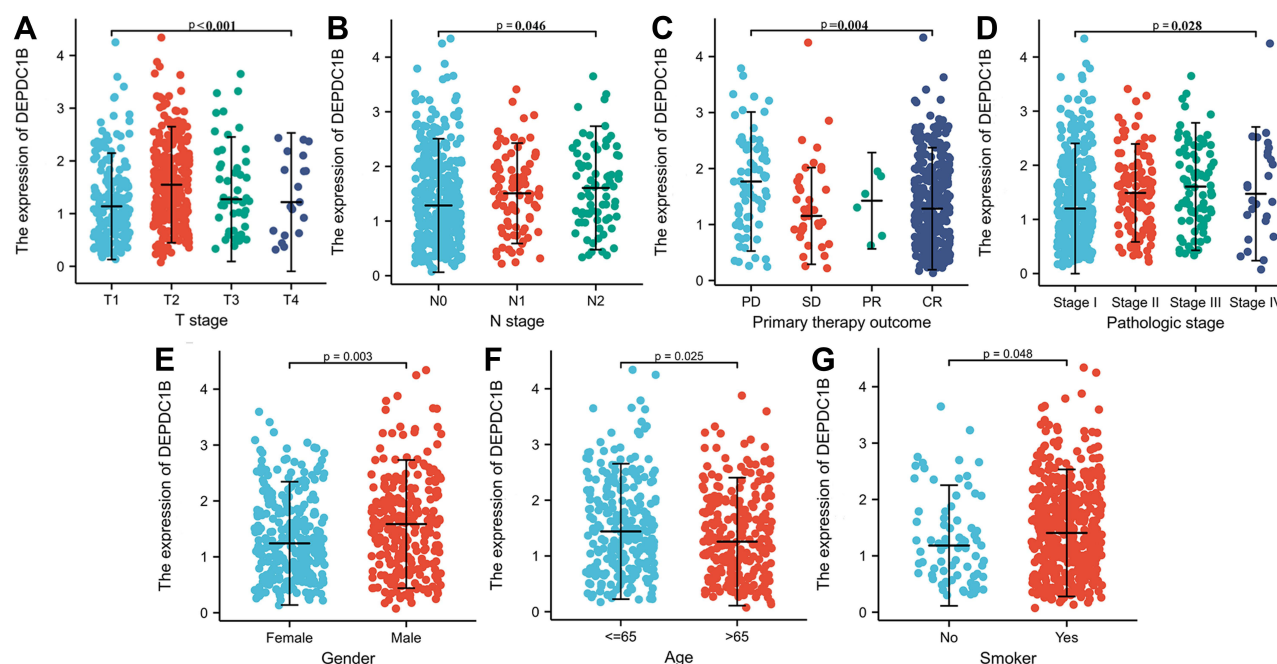 A
The expression of DEPDC1B
4
3
2
1
0
p<0.001
T1 T2 T3 T4
T stage
B
The expression of DEPDC1B
4
3
2
1
0
p = 0.046
N0 N1 N2
N stage
C
The expression of DEPDC1B
4
3
2
1
0
p=0.004
PD SD PR CR
Primary therapy outcome
D
The expression of DEPDC1B
4
3
2
1
0
p = 0.028
Stage I Stage II Stage III Stage IV
Pathologic stage
E
The expression of DEPDC1B
4
3
2
1
0
p = 0.003
Female Male
Gender
F
The expression of DEPDC1B
4
3
2
1
0
p = 0.025
<=65 >65
Age
G
The expression of DEPDC1B
4
3
2
1
0
p = 0.048
No Yes
Smoker